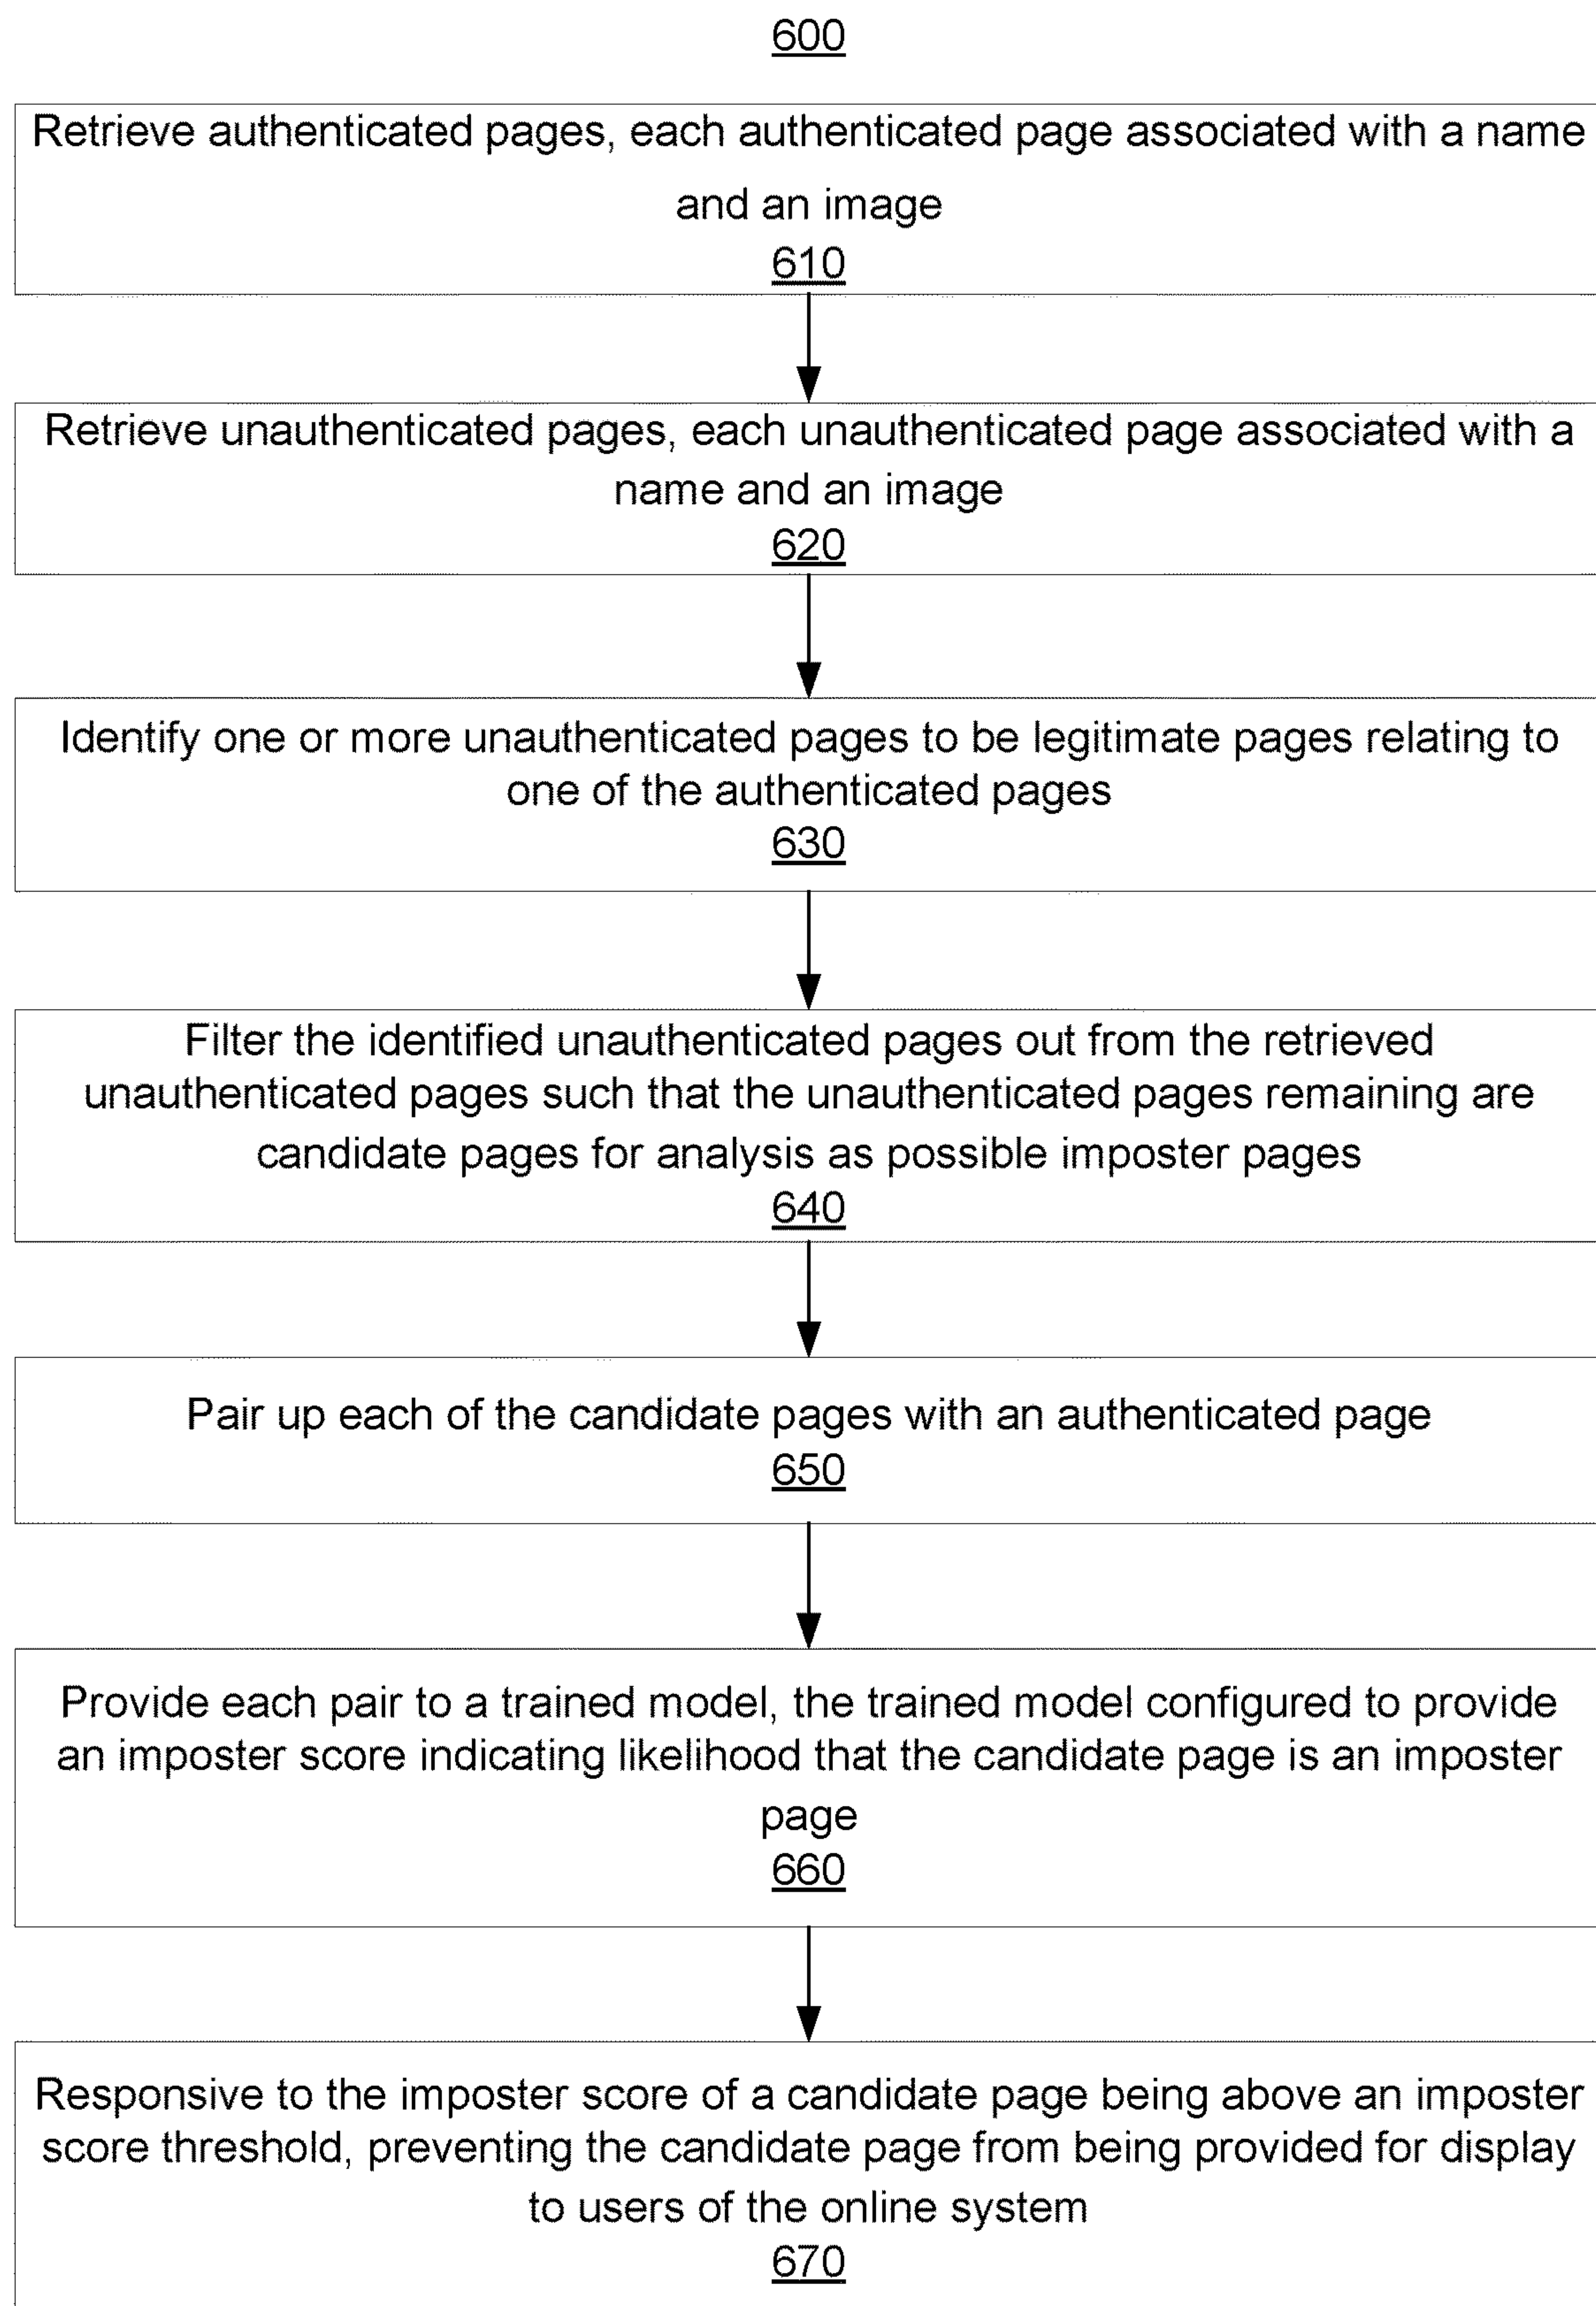 600
Retrieve authenticated pages, each authenticated page associated with a name
and an image
610
Retrieve unauthenticated pages, each unauthenticated page associated with a
name and an image
620
Identify one or more unauthenticated pages to be legitimate pages relating to
one of the authenticated pages
630
Filter the identified unauthenticated pages out from the retrieved
unauthenticated pages such that the unauthenticated pages remaining are
candidate pages for analysis as possible imposter pages
640
Pair up each of the candidate pages with an authenticated page
650
Provide each pair to a trained model, the trained model configured to provide
an imposter score indicating likelihood that the candidate page is an imposter
page
660
Responsive to the imposter score of a candidate page being above an imposter
score threshold, preventing the candidate page from being provided for display
to users of the online system
670